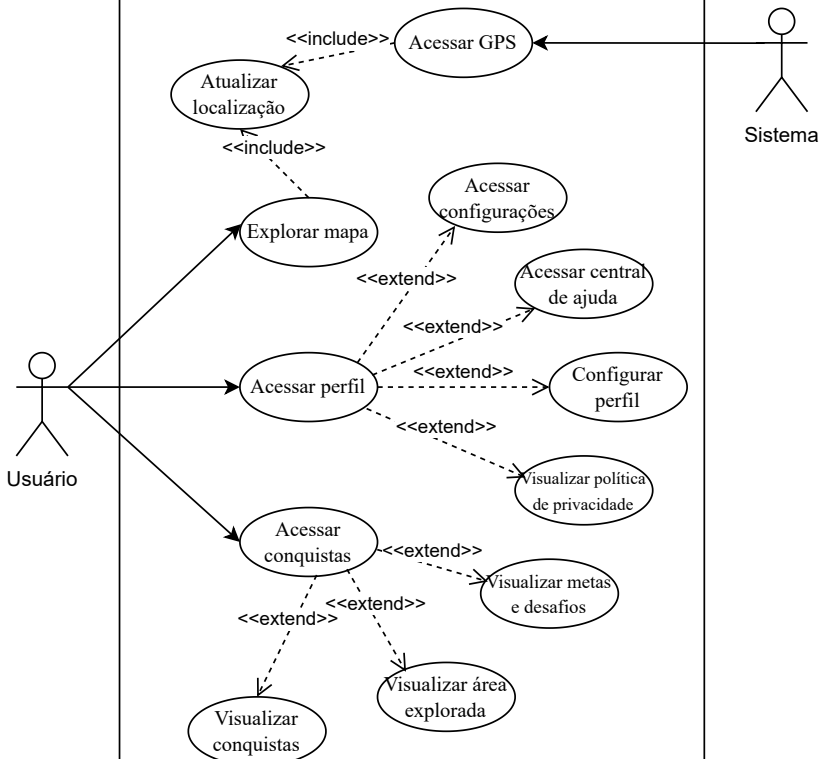 <<include>>
Acessar GPS
Atualizar
localização
Sistema
<<include>>
Acessar
configurações
Explorar mapa
<<extend>>
Acessar central
de ajuda
<<extend>>
<<extend>>
Configurar
perfil
Acessar perfil
<<extend>>
Usuário
Visualizar política
de privacidade
Acessar
conquistas
<<extend>>
Visualizar metas
e desafios
<<extend>>
<<extend>>
Visualizar área
explorada
Visualizar
conquistas